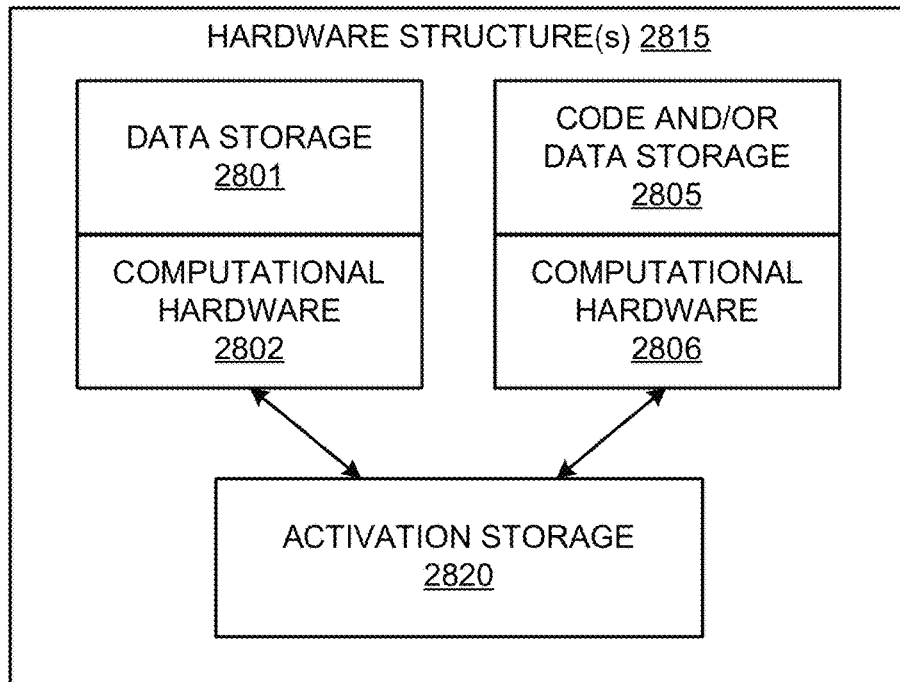 HARDWARE STRUCTURE(s) 2815
DATA STORAGE
2801
CODE AND/OR
DATA STORAGE
2805
COMPUTATIONAL
HARDWARE
2802
COMPUTATIONAL
HARDWARE
2806
ACTIVATION STORAGE
2820